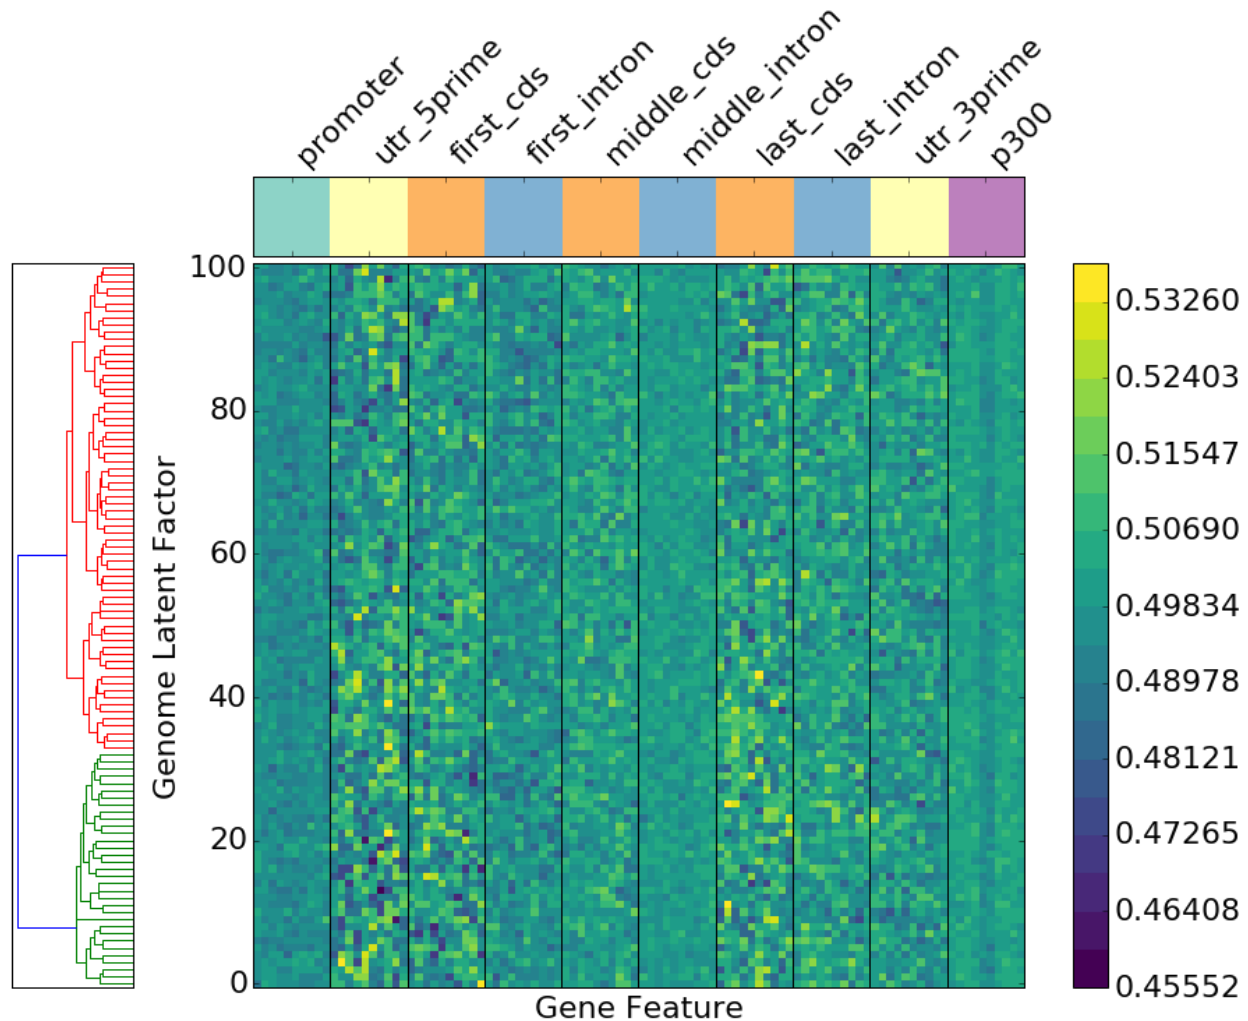 promoter
utr_5prime
first_cds
first_intron
middle_cds
middle_intron
last_cds
last_intron
utr_3prime
p300
100
80
60
40
20
0
Genome Latent Factor
Gene Feature
0.53260
0.52403
0.51547
0.50690
0.49834
0.48978
0.48121
0.47265
0.46408
0.45552